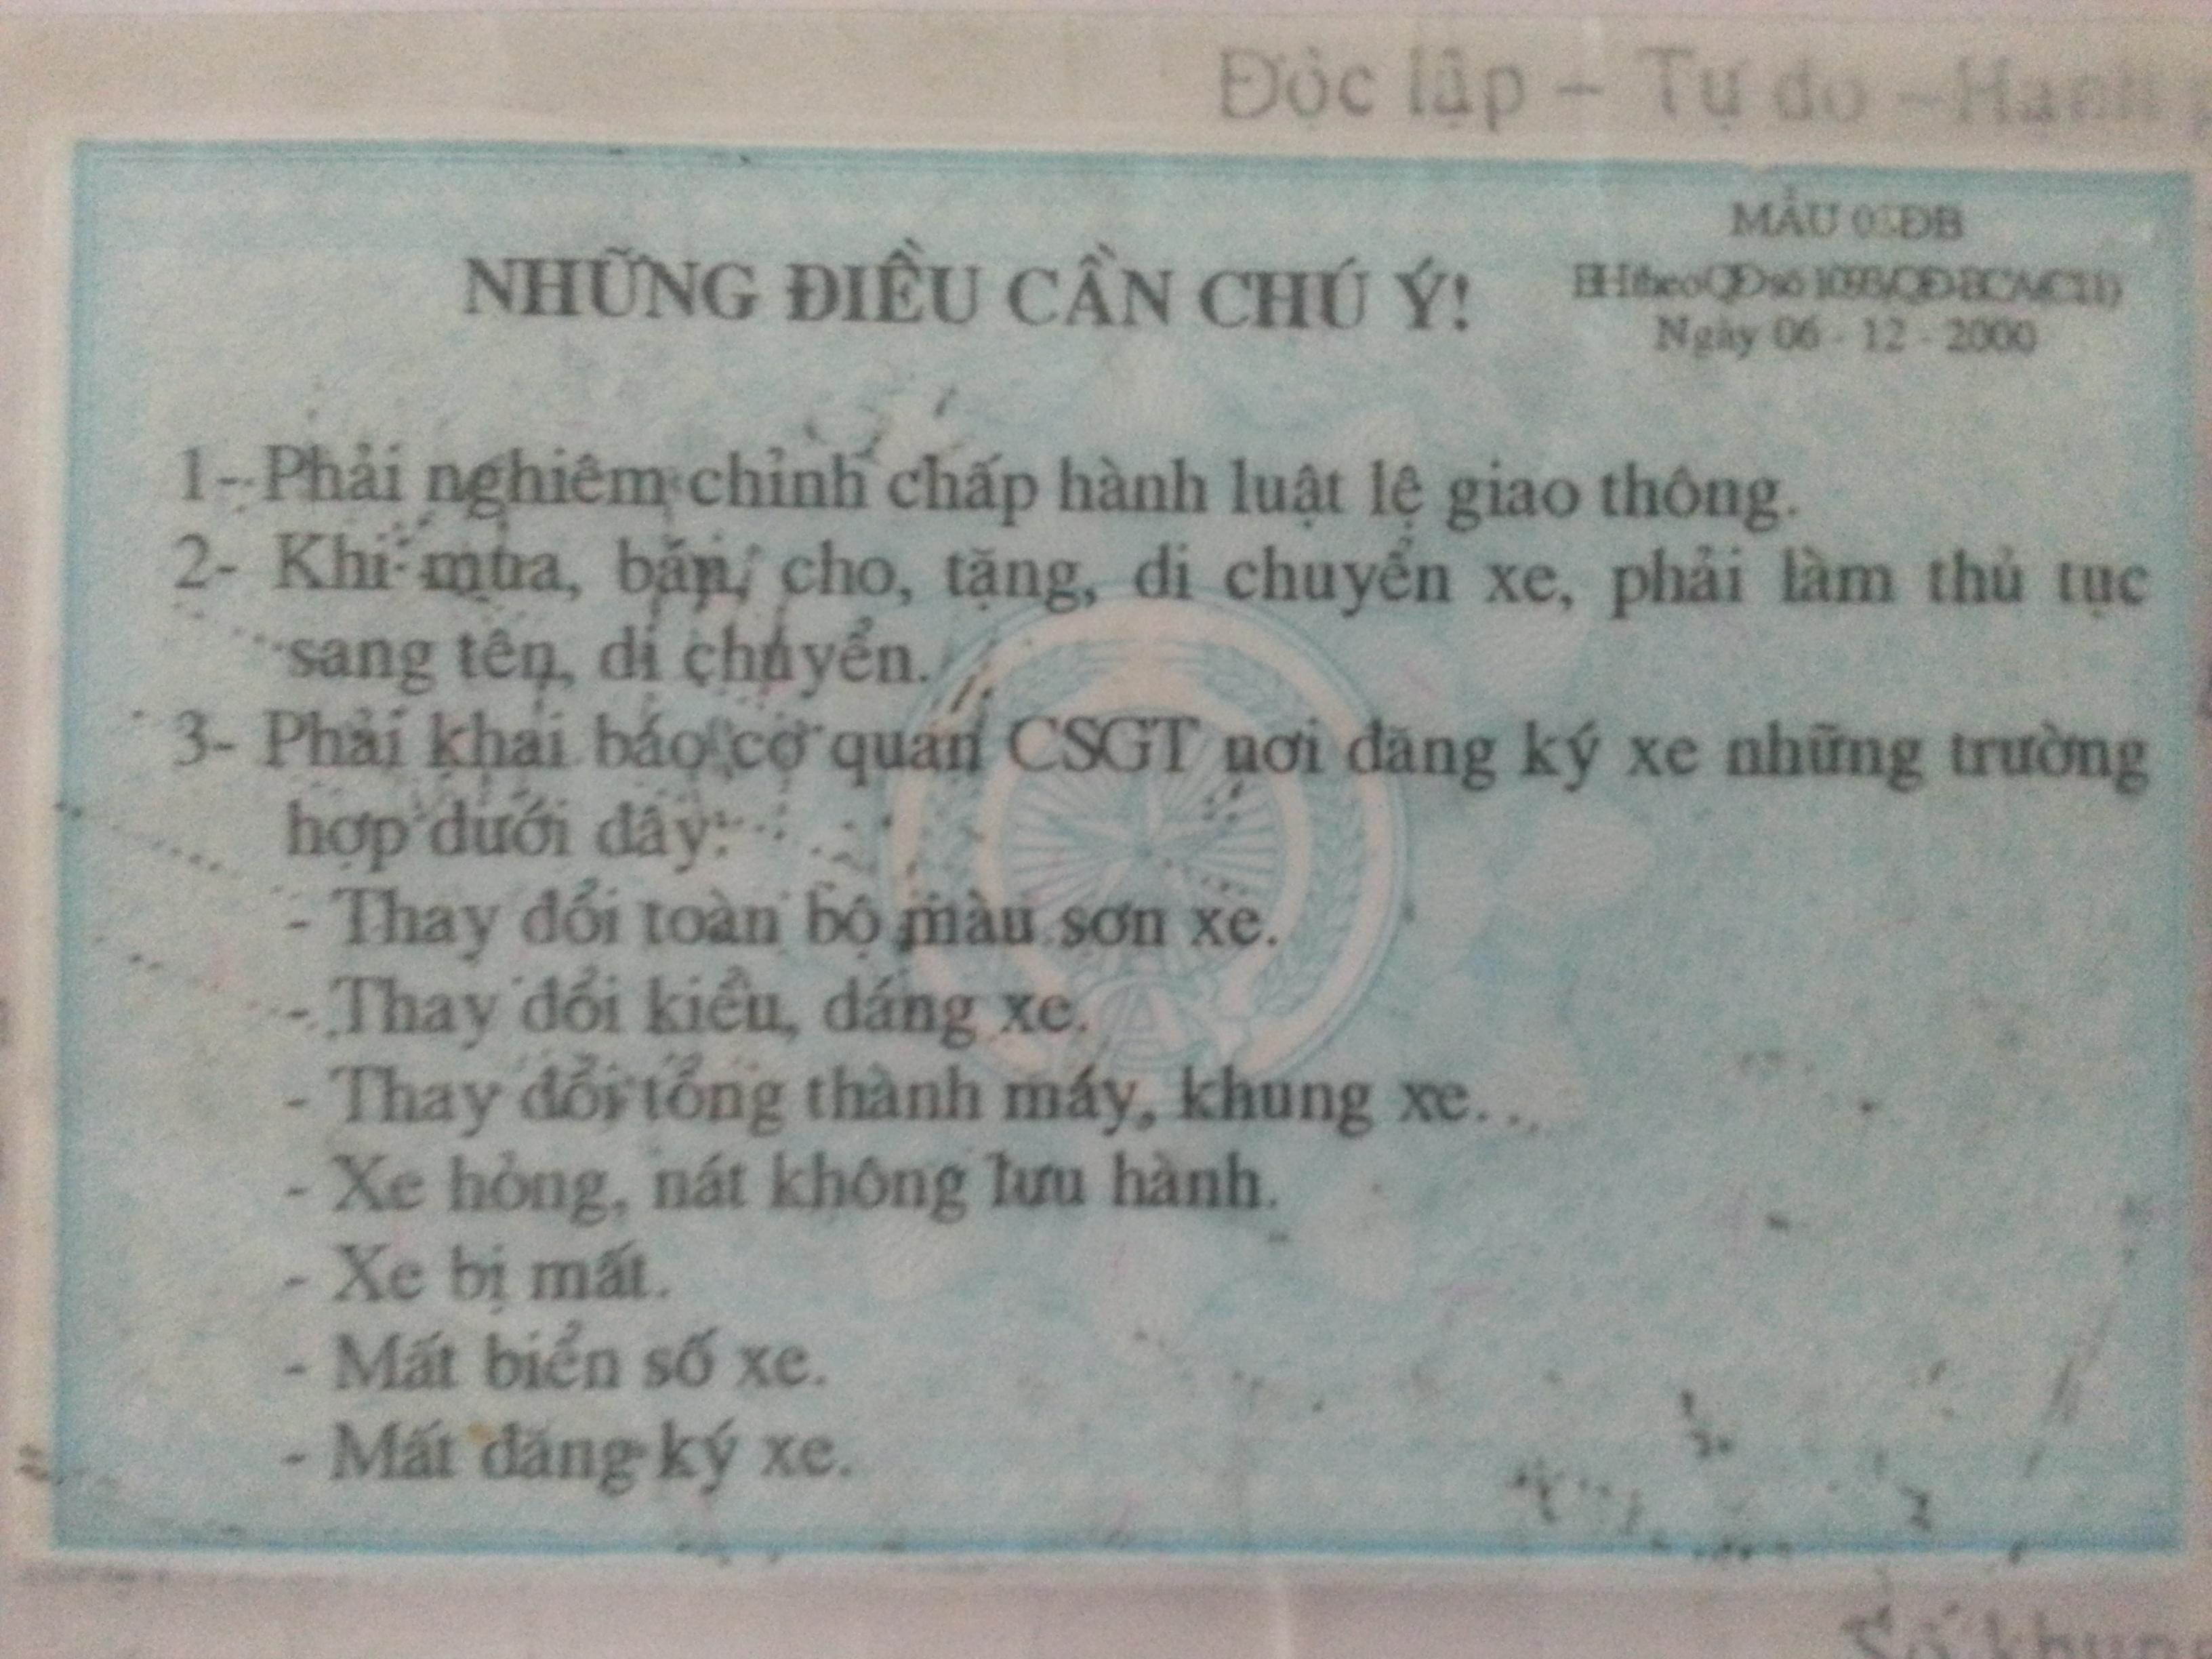 Độc lập – Tự do – Hạnh
MẪU 03ĐB
NHỮNG ĐIỀU CẦN CHÚ Ý!
BH theo QĐ số
Ngày 06 - 12 - 2000
1- Phải nghiêm chỉnh chấp hành luật lệ giao thông.
2- Khi mua, bán, cho, tặng, di chuyển xe, phải làm thủ tục
sang tên, di chuyển.
3- Phải khai báo cơ quan CSGT nơi đăng ký xe những trường
hợp dưới đây:
- Thay đổi toàn bộ màu sơn xe.
- Thay đổi kiểu, dáng xe.
- Thay đổi tổng thành máy, khung xe.
- Xe hỏng, nát không lưu hành.
- Xe bị mất.
- Mất biển số xe.
- Mất đăng ký xe.
Số khung